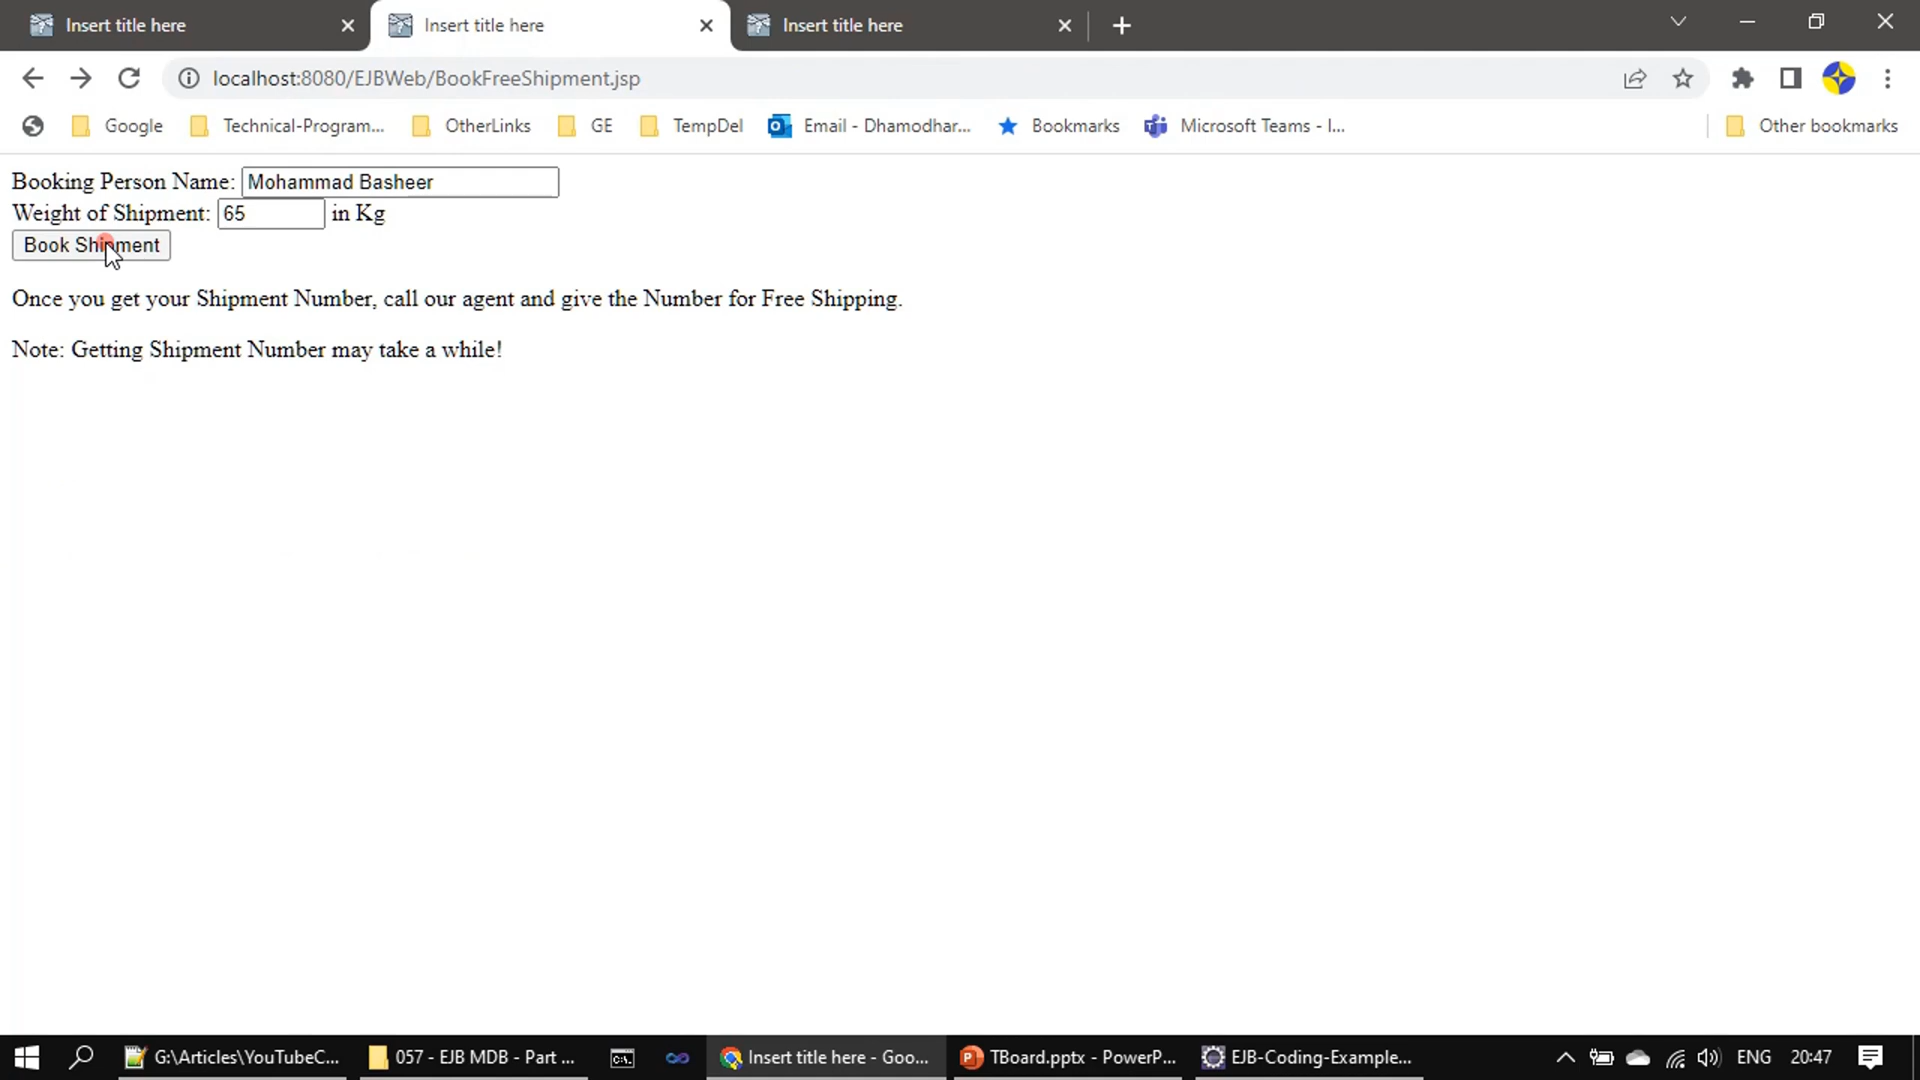 Insert title here
Insert title here
Insert title here
localhost:8080/EJBWeb/BookFreeShipment.jsp
Google
Technical-Program...
OtherLinks
GE
TempDel
Email - Dhamodhar...
Bookmarks
Microsoft Teams - I...
Other bookmarks
Booking Person Name: Mohammad Basheer
Weight of Shipment: 65 in Kg
Book Shipment
Once you get your Shipment Number, call our agent and give the Number for Free Shipping.
Note: Getting Shipment Number may take a while!
G:\Articles\YouTubeC...
057 - EJB MDB - Part ...
Insert title here - Goo...
TBoard.pptx - PowerP...
EJB-Coding-Example...
ENG
20:47